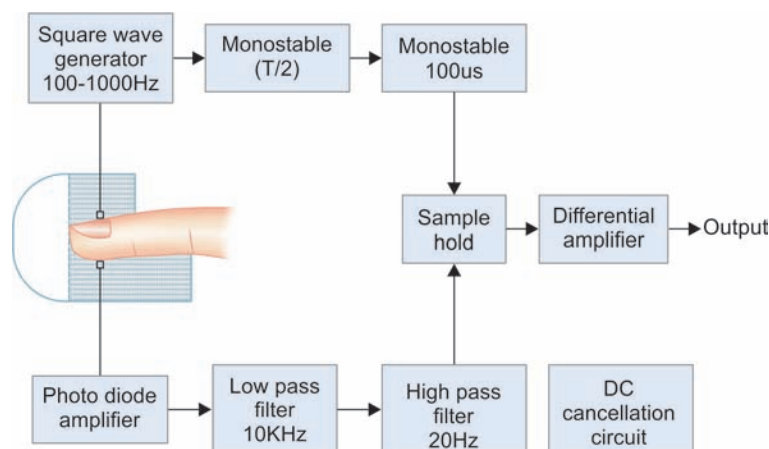 Square wave
generator
100-1000Hz
Monostable
(T/2)
Monostable
100us
Sample
hold
Differential
amplifier
Output
Photo diode
amplifier
Low pass
filter
10KHz
High pass
filter
20Hz
DC
cancellation
circuit